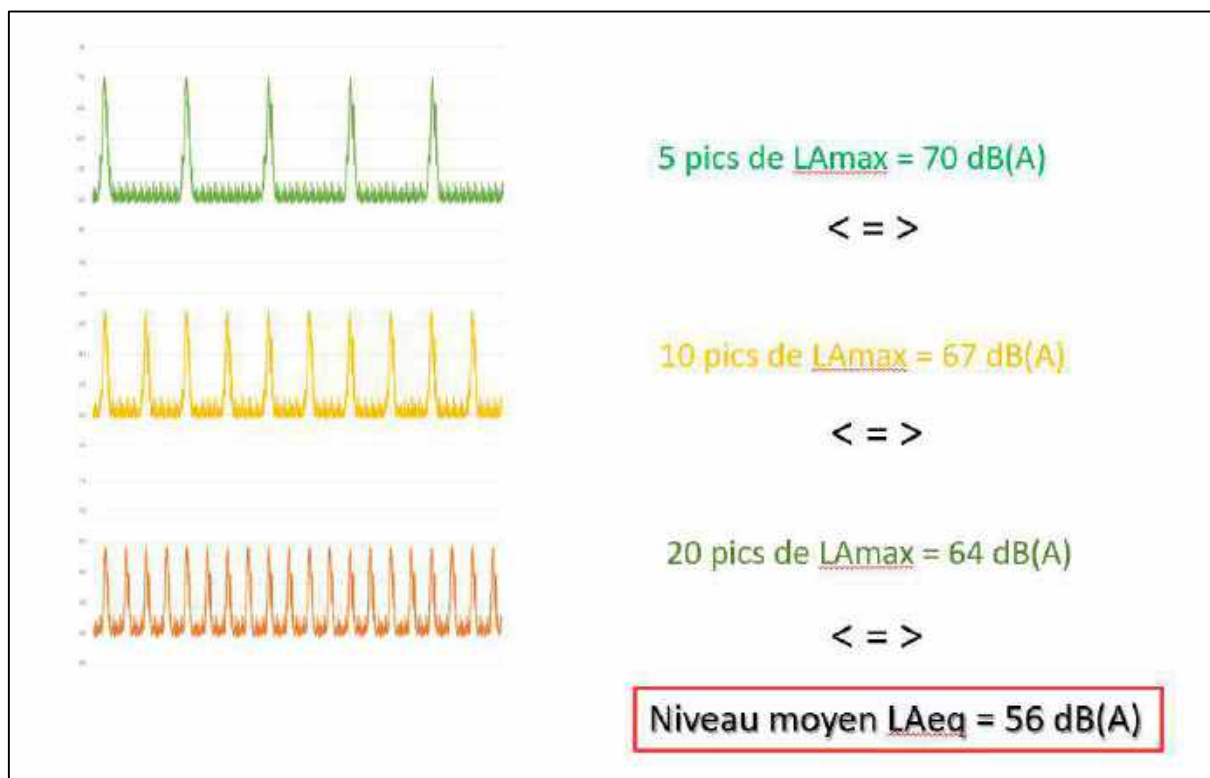 5 pics de LAmax = 70 dB(A)
< = >
10 pics de LAmax = 67 dB(A)
< = >
20 pics de LAmax = 64 dB(A)
< = >
Niveau moyen LAeq = 56 dB(A)